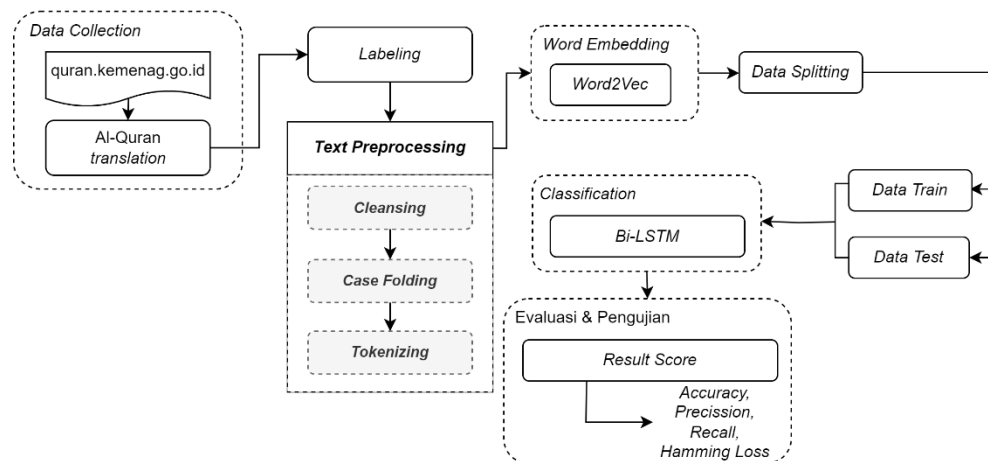 Data Collection
quran.kemenag.go.id
Al-Quran
translation
Labeling
Text Preprocessing
Cleansing
Case Folding
Tokenizing
Word Embedding
Word2Vec
Data Splitting
Data Train
Data Test
Classification
Bi-LSTM
Evaluasi & Pengujian
Result Score
Accuracy,
Precission,
Recall,
Hamming Loss